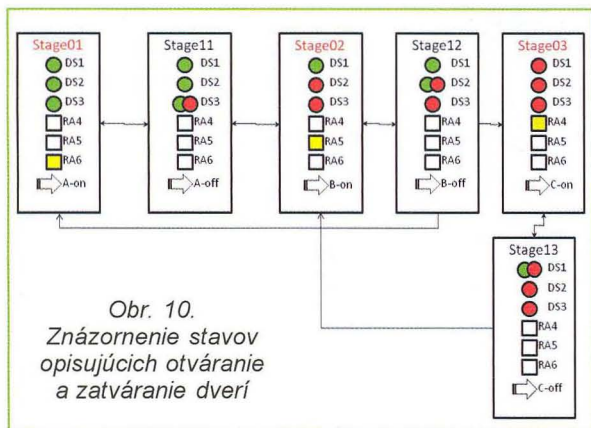 Stage01
DS1
DS2
DS3
RA4
RA5
RA6
A-on
Stage11
DS1
DS2
DS3
RA4
RA5
RA6
A-off
Stage02
DS1
DS2
DS3
RA4
RA5
RA6
B-on
Stage12
DS1
DS2
DS3
RA4
RA5
RA6
B-off
Stage03
DS1
DS2
DS3
RA4
RA5
RA6
C-on
Stage13
DS1
DS2
DS3
RA4
RA5
RA6
C-off
Obr. 10.
Znázornenie stavov
opisujúcich otváranie
a zatváranie dverí